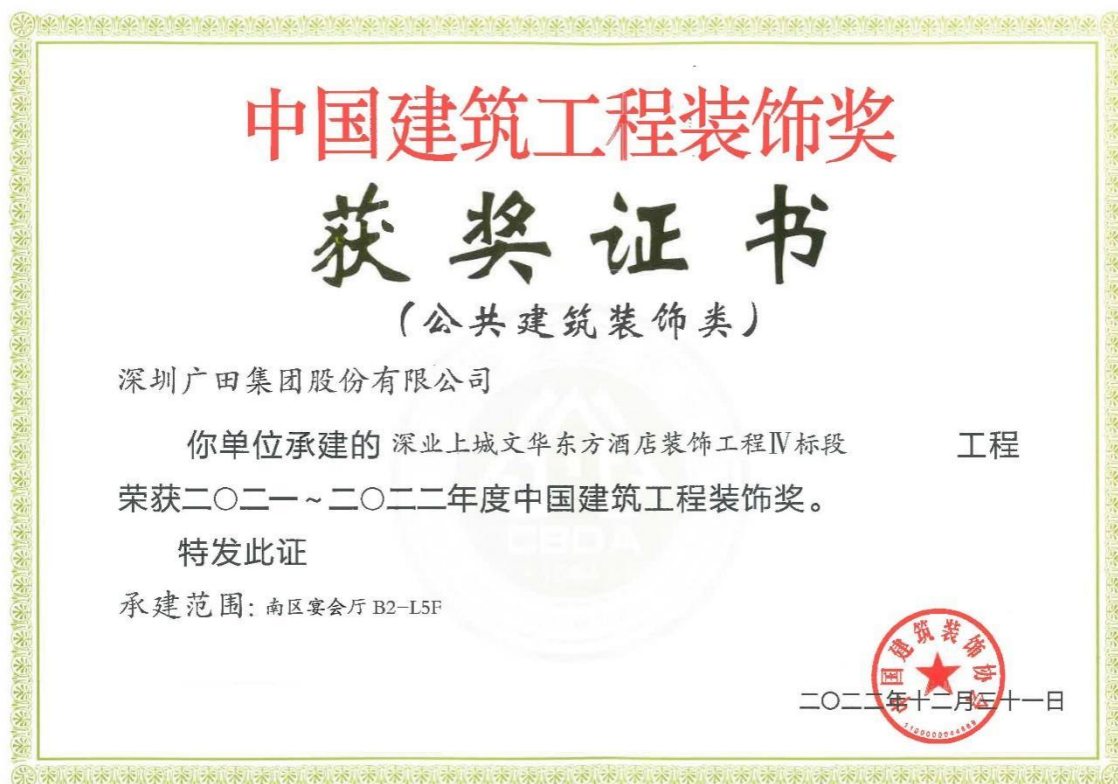 中国建筑工程装饰奖
获奖证书
(公共建筑装饰类)
深圳广田集团股份有限公司
你单位承建的 深业上城文华东方酒店装饰工程Ⅳ标段 工程
荣获二〇二一~二〇二二年度中国建筑工程装饰奖。
特发此证
CBDA
承建范围: 南区宴会厅 B2-L5F
中国建筑装饰协会
二〇二二年十二月三十一日